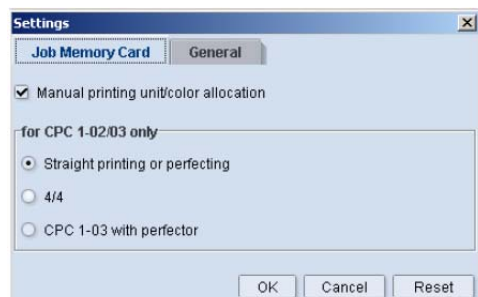 Settings
Job Memory Card General
Manual printing unit/color allocation
for CPC 1-02/03 only
Straight printing or perfecting
4/4
CPC 1-03 with perfector
OK Cancel Reset